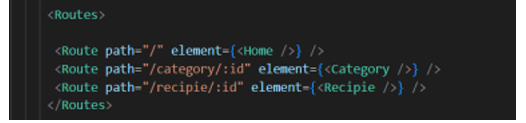 <Routes>
<Route path="/" element={<Home />} />
<Route path="/category/:id" element={<Category />} />
<Route path="/recipie/:id" element={<Recipie />} />
</Routes>